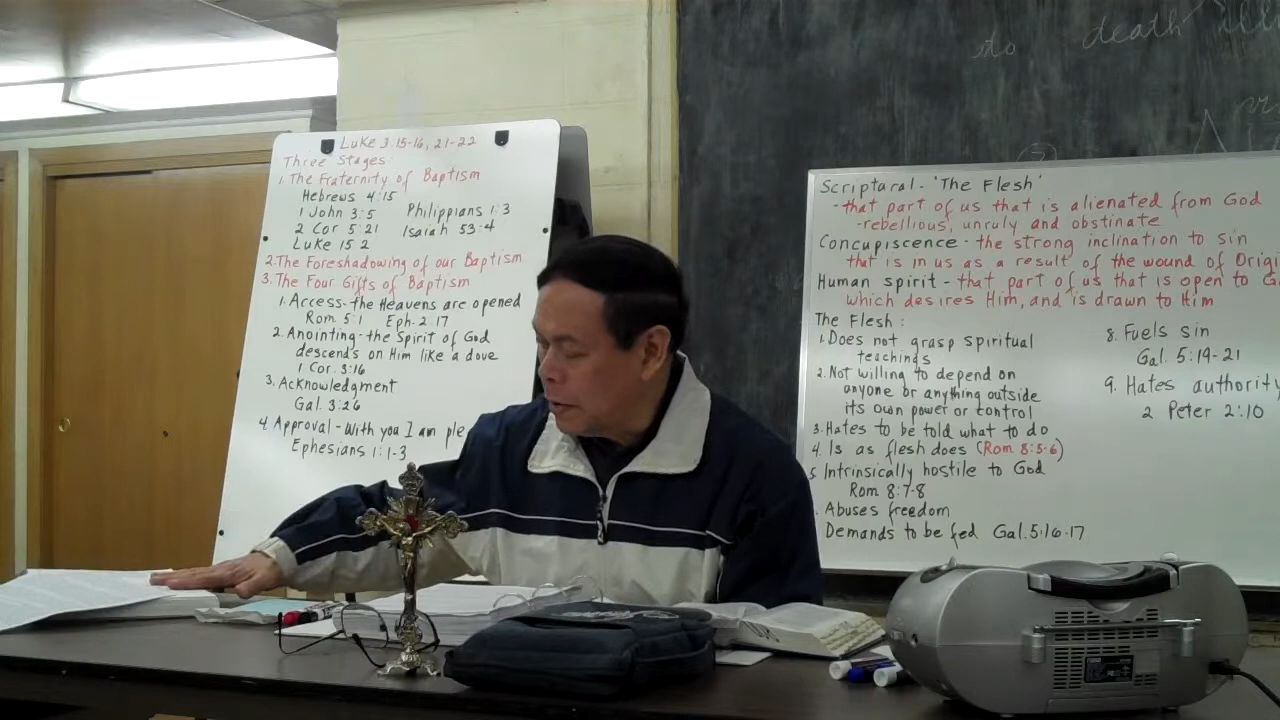 Luke 3.15-16, 21-22
Three Stages:
1. The Fraternity of Baptism
Hebrews 4:15
1 John 3:5 Philippians 1:3
2 Cor 5:21 Isaiah 53:4
Luke 15 2
2. The Foreshadowing of our Baptism
3. The Four Gifts of Baptism
1. Access - the Heavens are opened
Rom 5:1 Eph. 2.17
2. Anointing - the Spirit of God
descends on Him like a dove
1 Cor. 3:16
3. Acknowledgment
Gal. 3:26
4. Approval - With you I am ple
Ephesians 1:1-3
to death
Scriptaral - 'The Flesh'
- that part of us that is alienated from God
- rebellious, unruly and obstinate
Concupiscence - the strong inclination to sin
that is in us as a result of the wound of Origi
Human spirit - that part of us that is open to G
which desires Him, and is drawn to Him
The Flesh:
1. Does not grasp spiritual
teachings
2. Not willing to depend on
anyone or anything outside
its own power or control
3. Hates to be told what to do
4. Is as flesh does (Rom 8:5-6)
5 Intrinsically hostile to God
Rom 8:7-8
. Abuses freedom
Demands to be fed Gal. 5:16-17
8. Fuels sin
Gal. 5:19-21
9. Hates authority
2 Peter 2:10